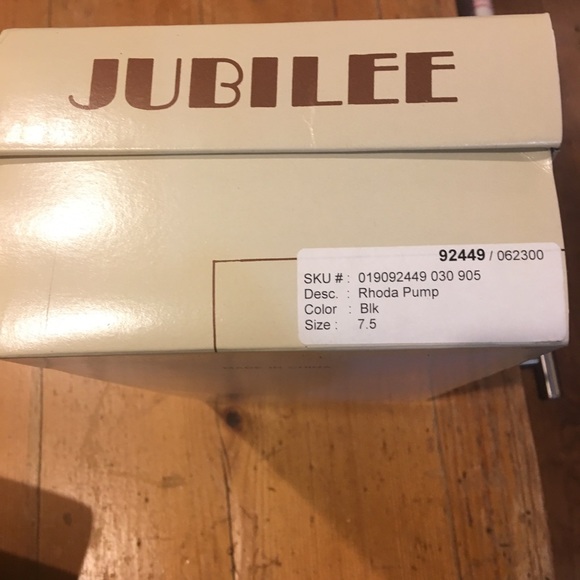 JUBILEE
92449 / 062300
SKU # : 019092449 030 905
Desc. : Rhoda Pump
Color : Blk
Size : 7.5